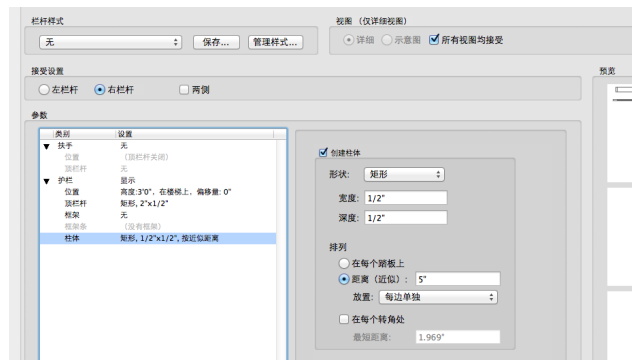 栏杆样式
视图 （仅详细视图）
无
保存...
管理样式...
详细
示意图
所有视图均接受
接受设置
预览
左栏杆
右栏杆
两侧
参数
类别
设置
扶手
无
位置
（顶栏杆关闭）
顶栏杆
无
护栏
显示
位置
高度:3'0"，在楼梯上，偏移量: 0"
顶栏杆
矩形, 2"x1/2"
框架
无
框架条
（没有框架）
柱体
矩形, 1/2"x1/2", 按近似距离
创建柱体
形状:
矩形
宽度:
1/2"
深度:
1/2"
排列
在每个踏板上
距离（近似）:
5"
放置:
每边单独
在每个转角处
最短距离:
1.969"